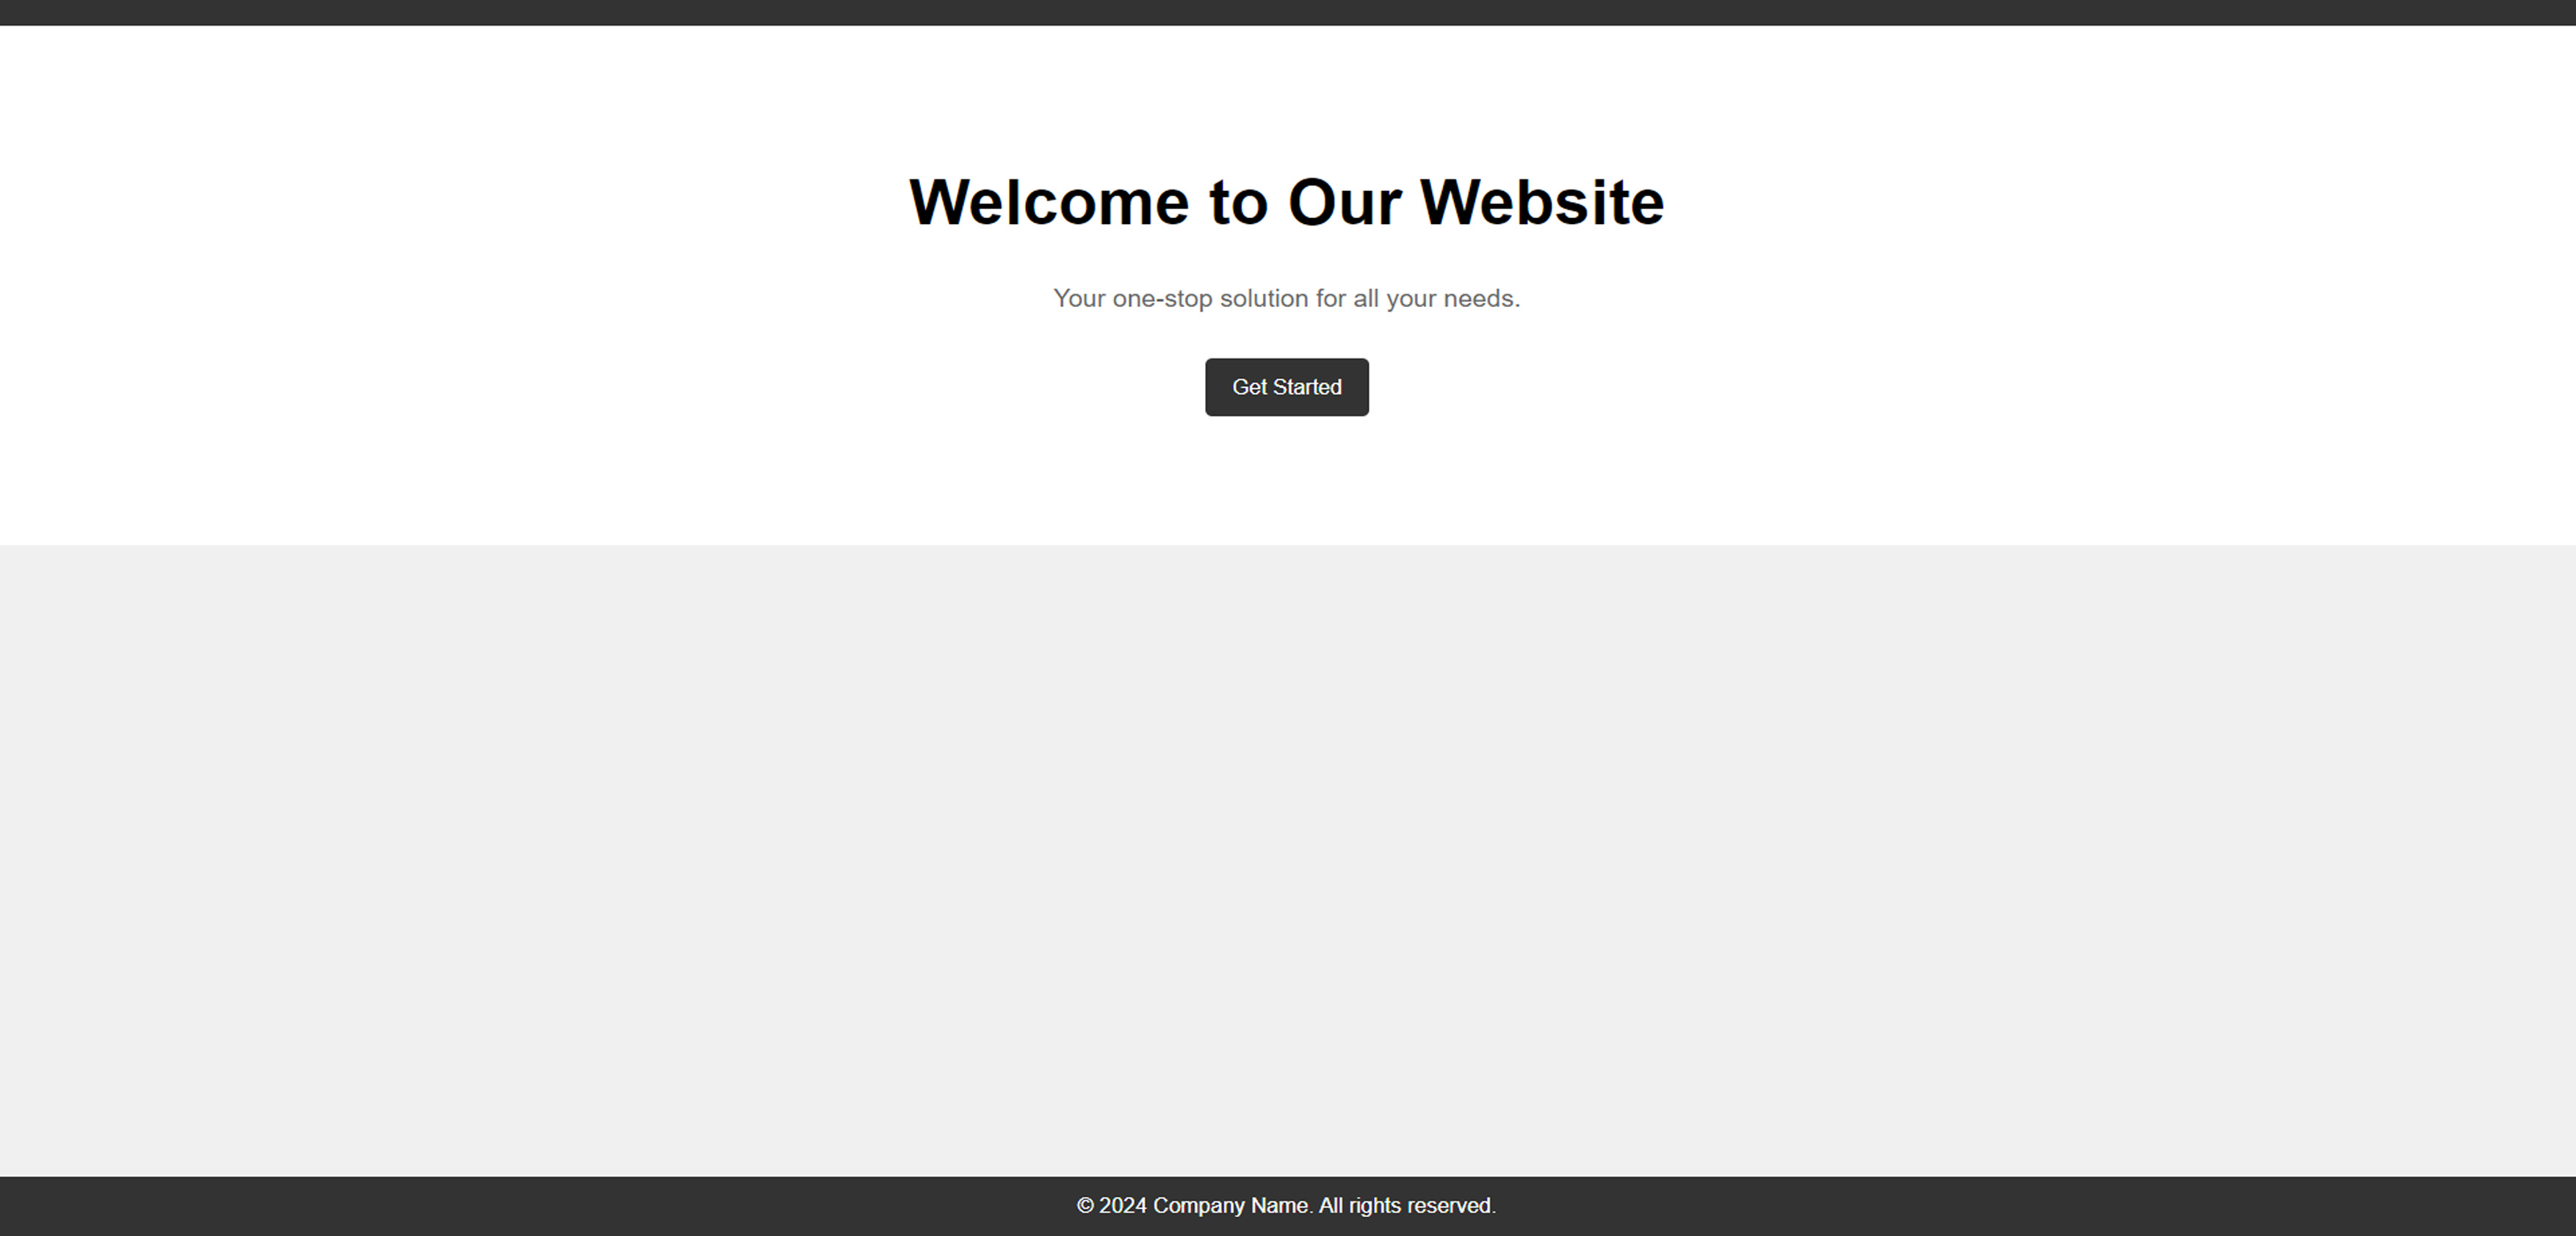 Welcome to Our Website
Your one-stop solution for all your needs.
Get Started
© 2024 Company Name. All rights reserved.